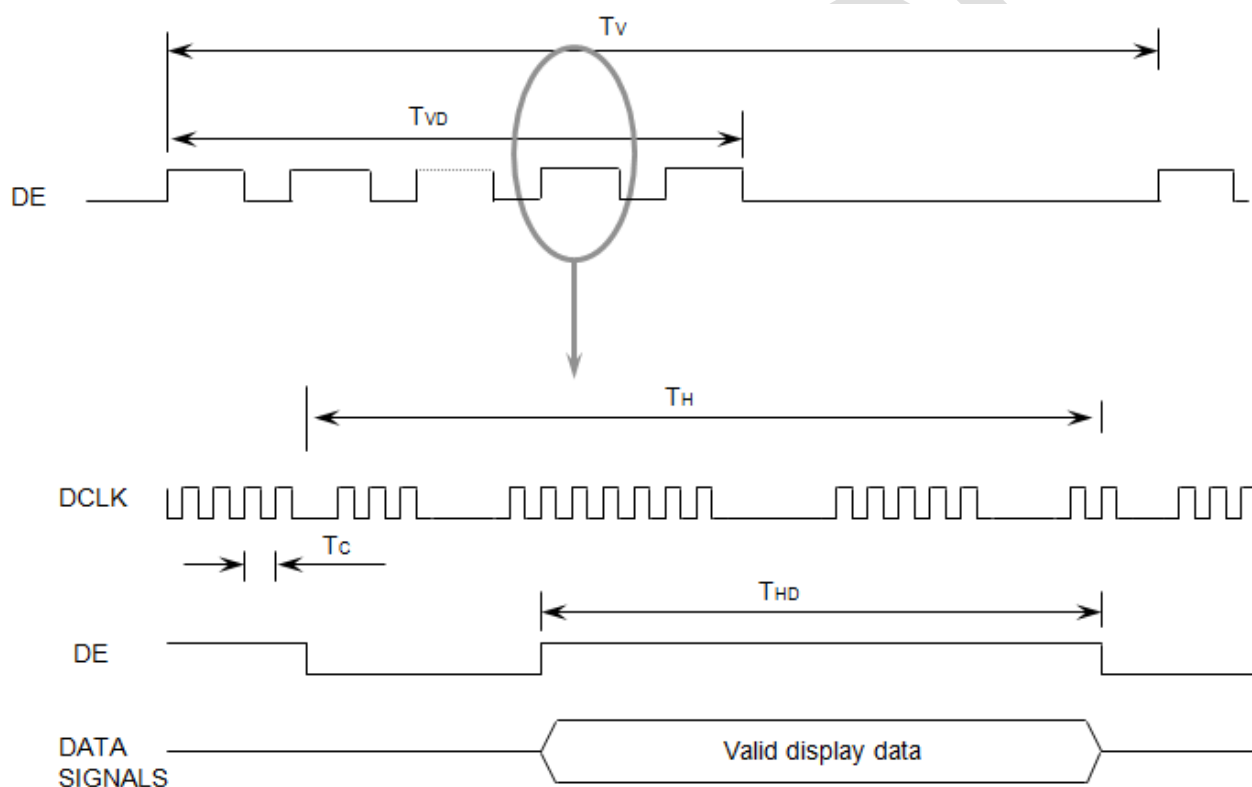 TV
TVD
DE
TH
DCLK
TC
THD
DE
DATA
SIGNALS
Valid display data